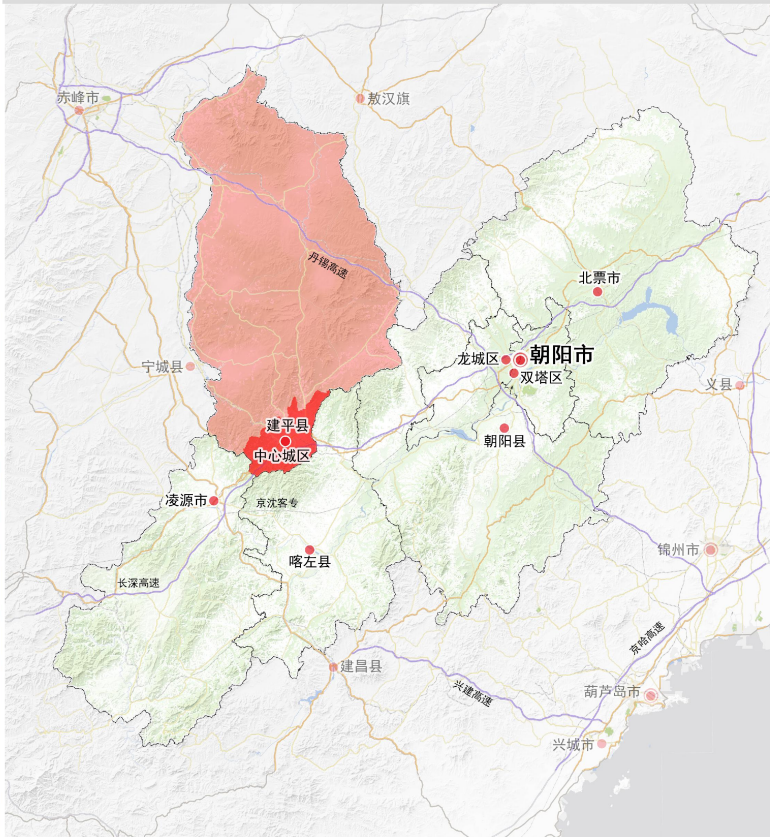 赤峰市
敖汉旗
丹锡高速
北票市
朝阳市
龙城区
双塔区
宁城县
义县
建平县
中心城区
朝阳县
凌源市
京沈客专
喀左县
锦州市
长深高速
京哈高速
建昌县
兴建高速
葫芦岛市
兴城市